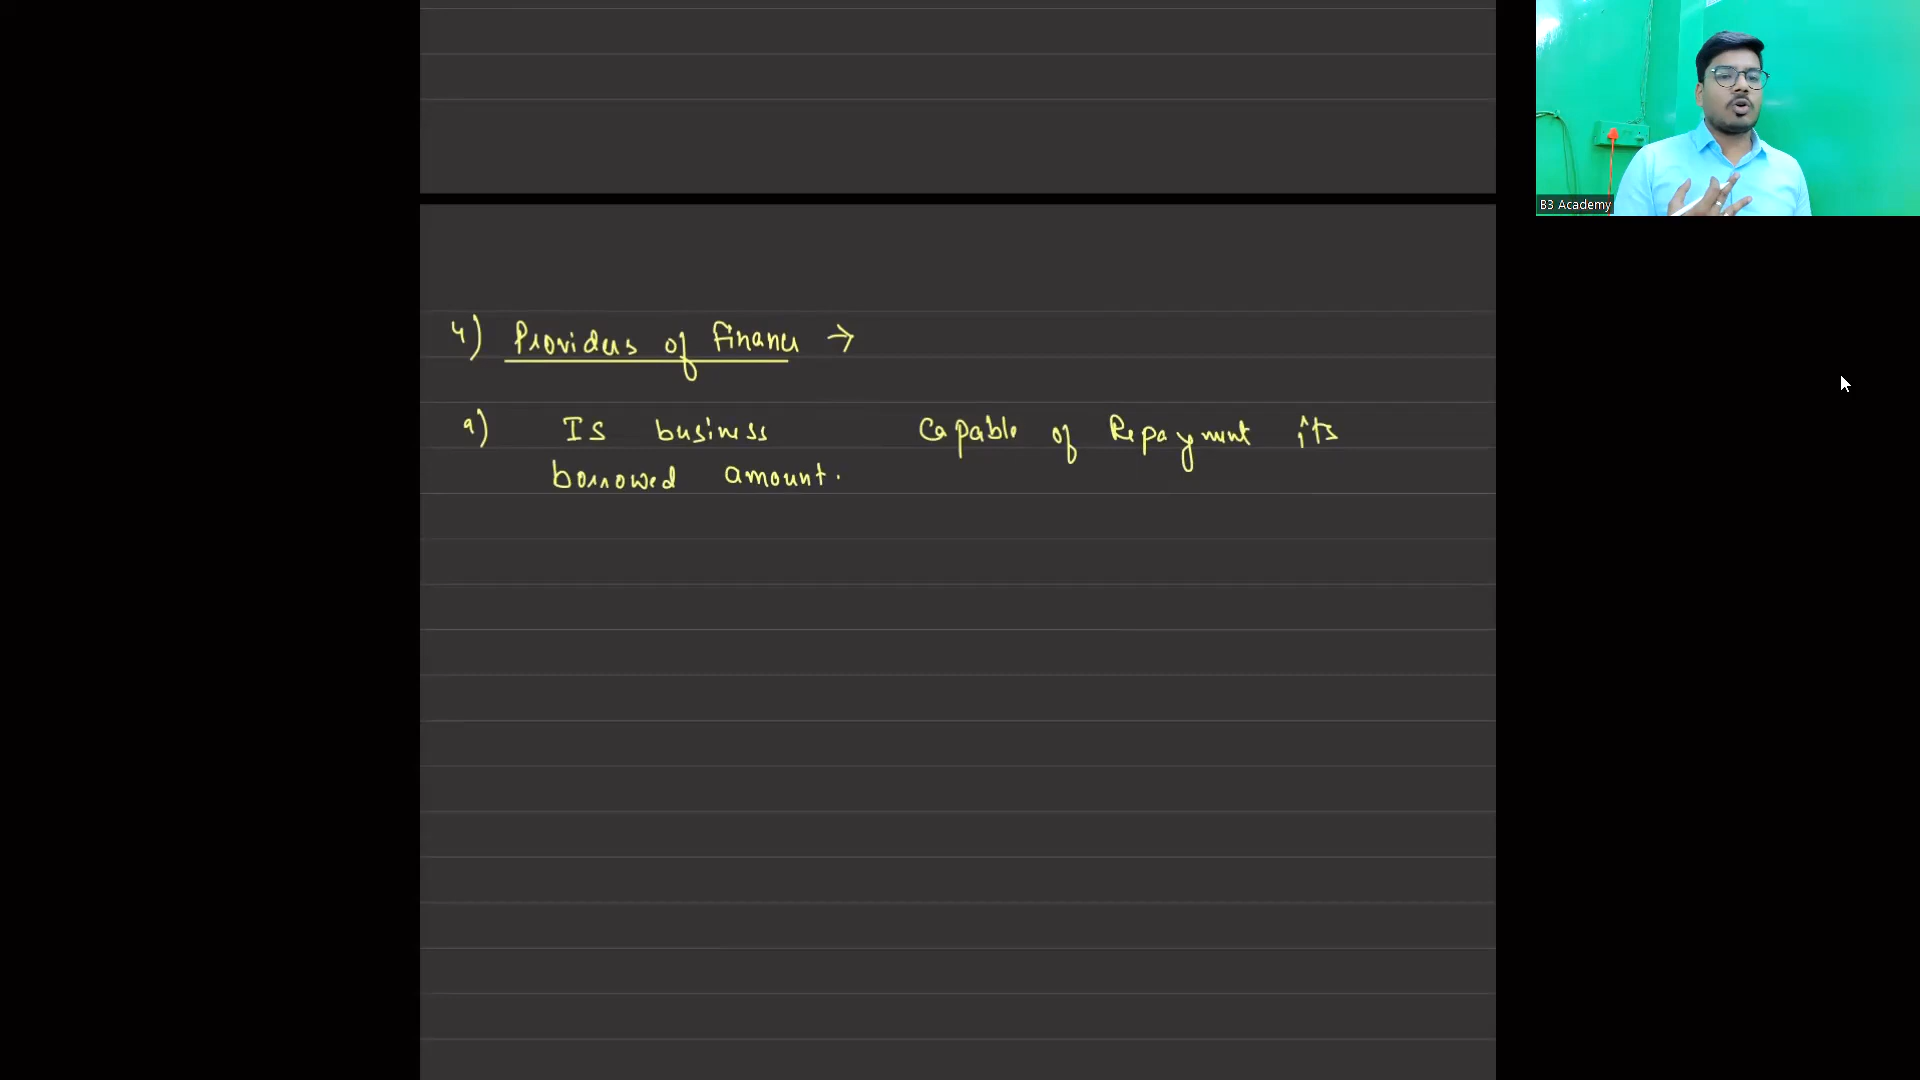 B3 Academy
4) Providers of finance →
a) Is business capable of Repayment its
borrowed amount.